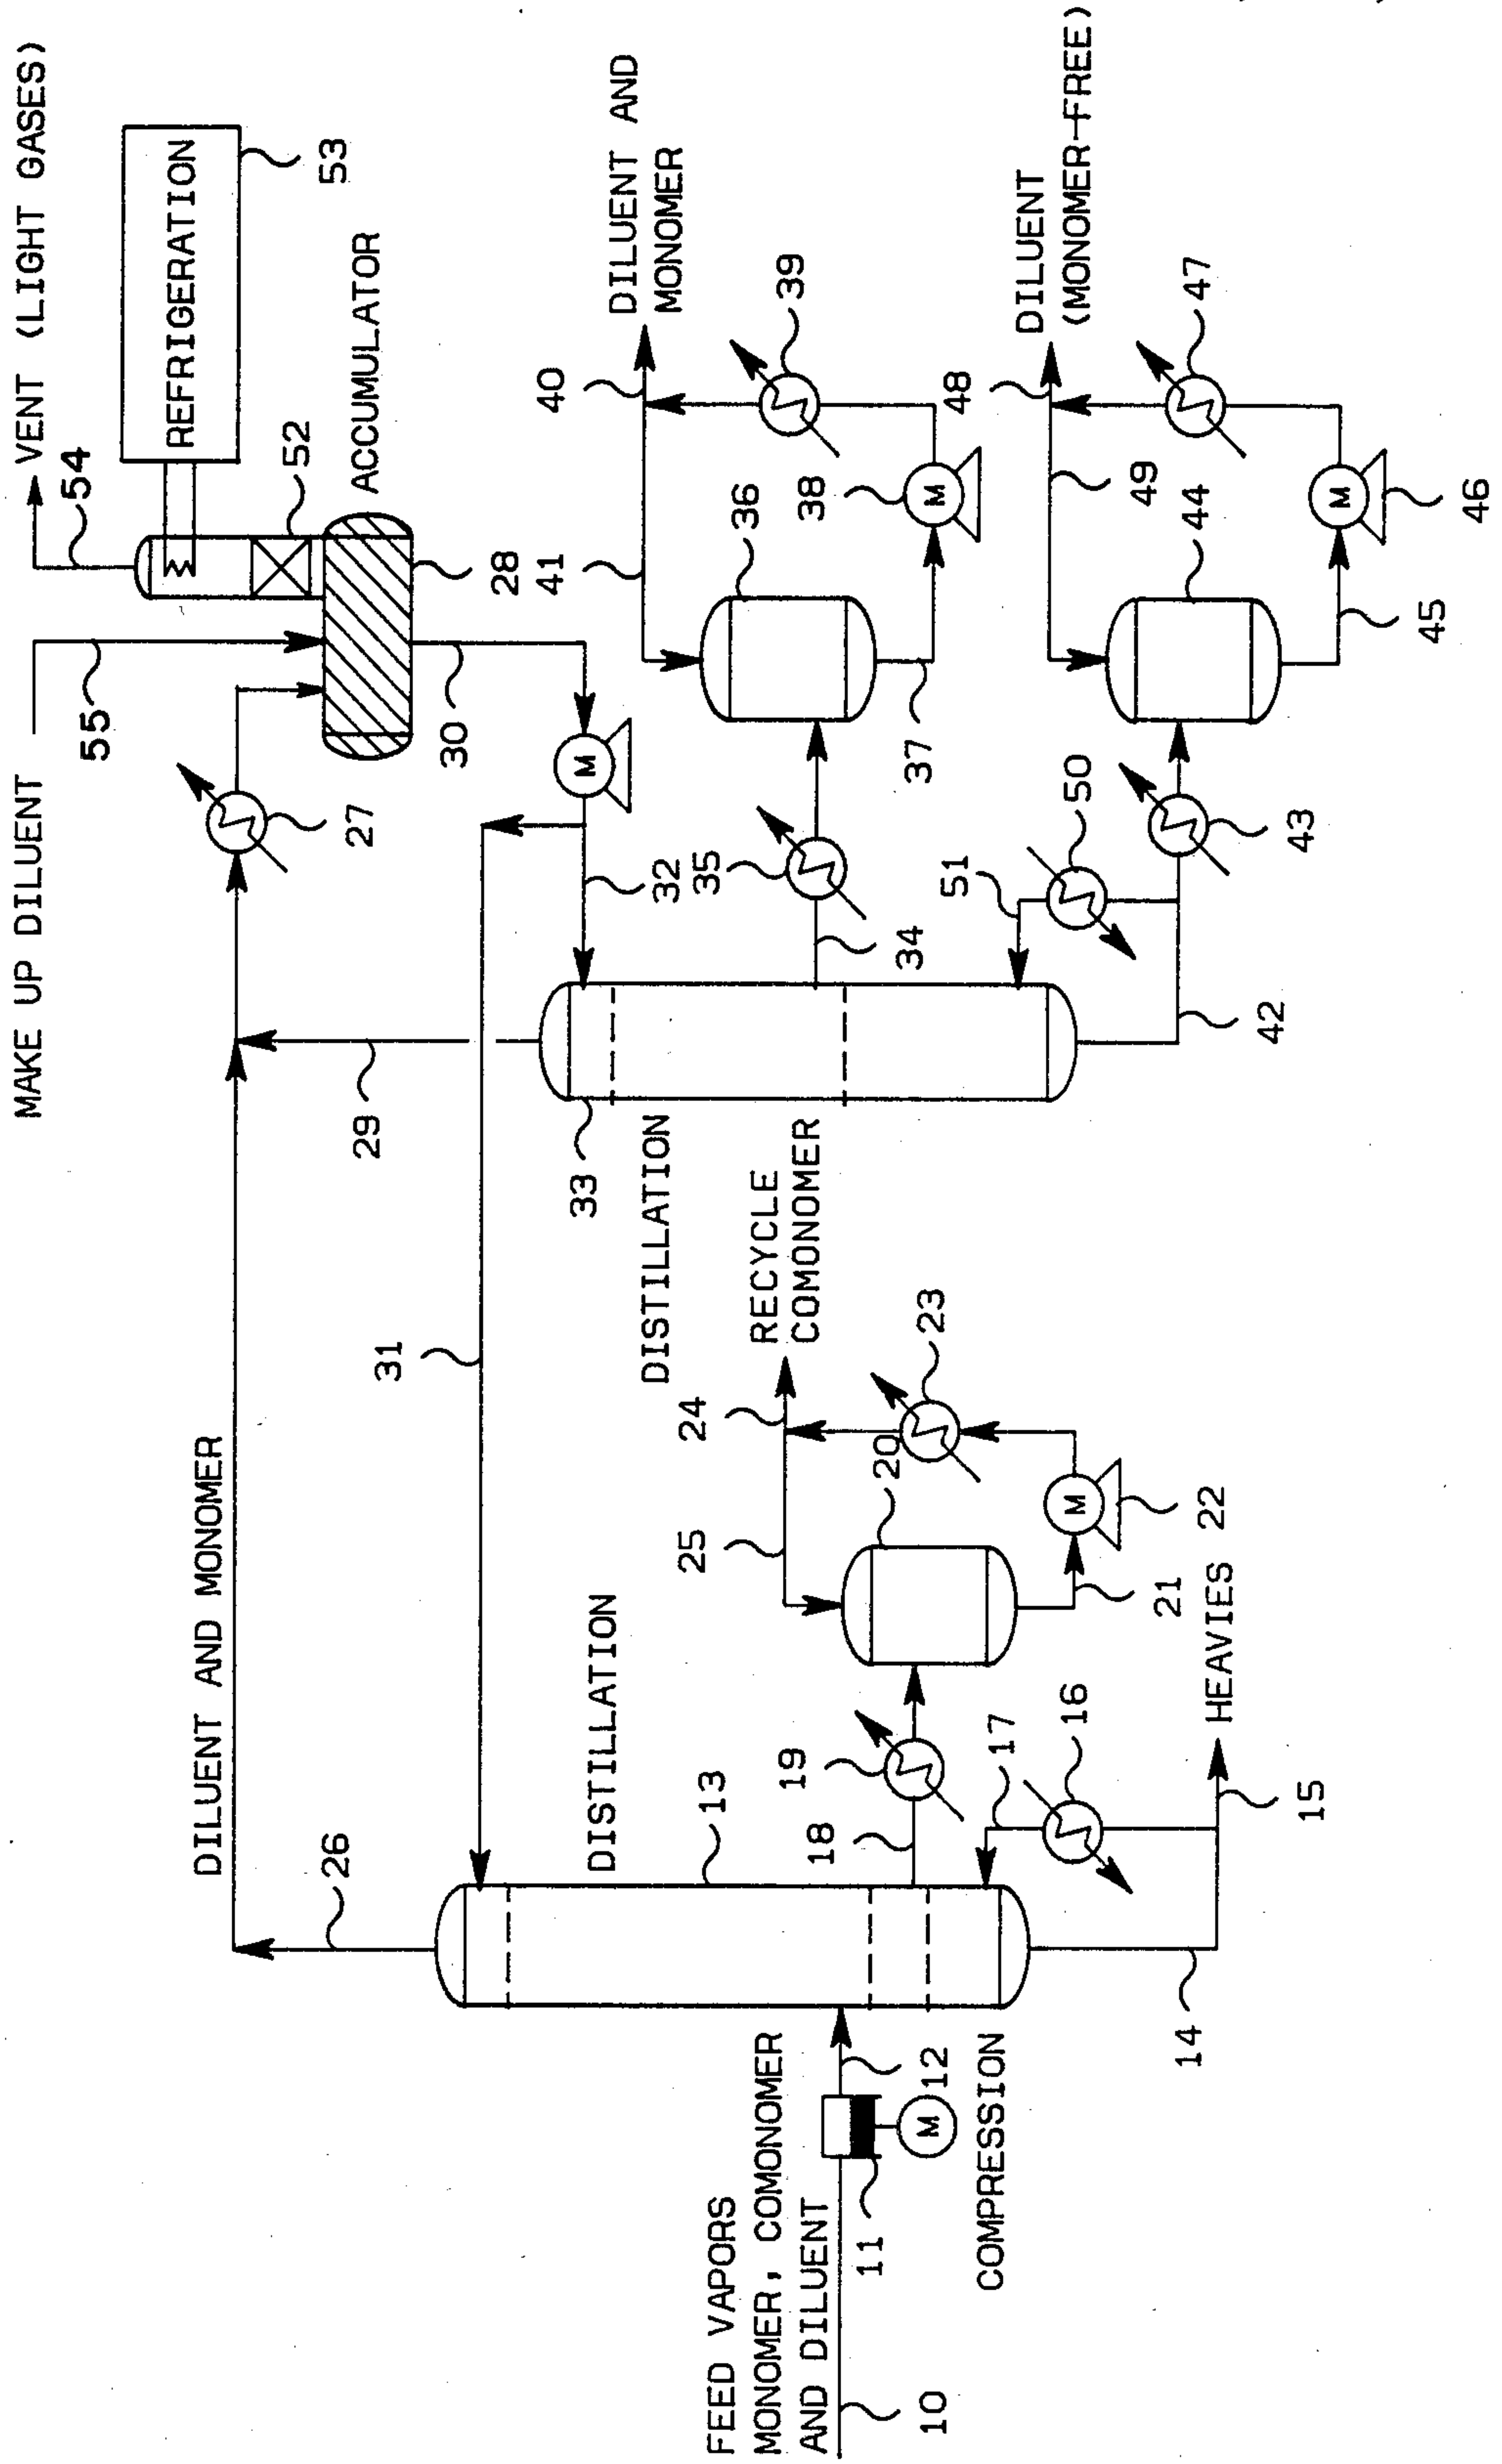 MAKE UP DILUENT
55
54
VENT (LIGHT GASES)
REFRIGERATION
53
52
ACCUMULATOR
28
27
30
DILUENT AND MONOMER
26
29
31
32
33
DISTILLATION
34
35
36
37
38
M
39
40
41
DILUENT AND
MONOMER
M
42
43
44
45
46
M
47
48
49
50
51
DILUENT
(MONOMER-FREE)
DISTILLATION
13
18
19
20
21
22
M
23
24
25
RECYCLE
COMONOMER
17
16
14
15
HEAVIES
FEED VAPORS
MONOMER, COMONOMER
AND DILUENT
10
11
12
M
COMPRESSION